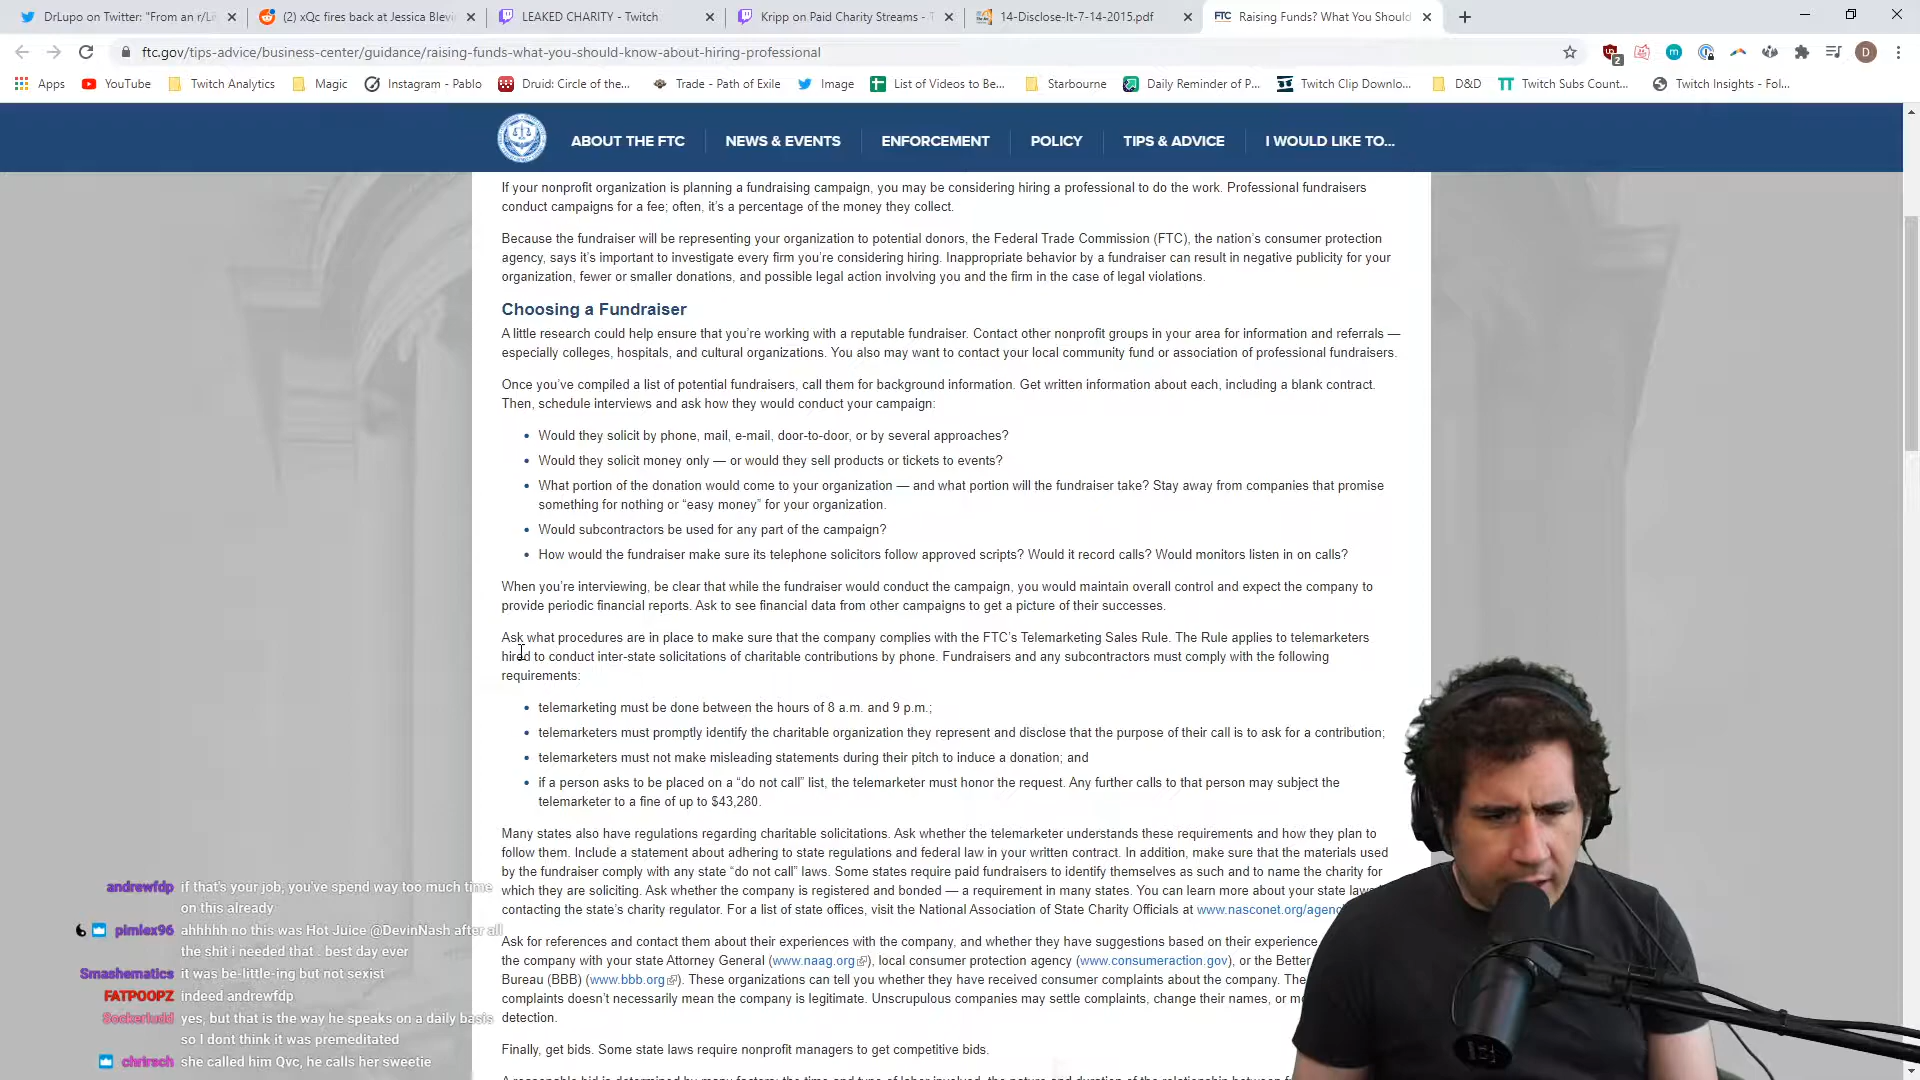 DrLupo on Twitter: "From an r/Li
(2) xQc fires back at Jessica Blevin
LEAKED CHARITY - Twitch
Kripp on Paid Charity Streams - T
14-Disclose-It-7-14-2015.pdf
Raising Funds? What You Should
ftc.gov/tips-advice/business-center/guidance/raising-funds-what-you-should-know-about-hiring-professional
Apps
YouTube
Twitch Analytics
Magic
Instagram - Pablo
Druid: Circle of the...
Trade - Path of Exile
Image
List of Videos to Be...
Starbourne
Daily Reminder of P...
Twitch Clip Downlo...
D&D
Twitch Subs Count...
Twitch Insights - Fol...
ABOUT THE FTC
NEWS & EVENTS
ENFORCEMENT
POLICY
TIPS & ADVICE
I WOULD LIKE TO...
If your nonprofit organization is planning a fundraising campaign, you may be considering hiring a professional to do the work. Professional fundraisers
conduct campaigns for a fee; often, it's a percentage of the money they collect.
Because the fundraiser will be representing your organization to potential donors, the Federal Trade Commission (FTC), the nation's consumer protection
agency, says it's important to investigate every firm you're considering hiring. Inappropriate behavior by a fundraiser can result in negative publicity for your
organization, fewer or smaller donations, and possible legal action involving you and the firm in the case of legal violations.
Choosing a Fundraiser
A little research could help ensure that you're working with a reputable fundraiser. Contact other nonprofit groups in your area for information and referrals —
especially colleges, hospitals, and cultural organizations. You also may want to contact your local community fund or association of professional fundraisers.
Once you've compiled a list of potential fundraisers, call them for background information. Get written information about each, including a blank contract.
Then, schedule interviews and ask how they would conduct your campaign:
• Would they solicit by phone, mail, e-mail, door-to-door, or by several approaches?
• Would they solicit money only — or would they sell products or tickets to events?
• What portion of the donation would come to your organization — and what portion will the fundraiser take? Stay away from companies that promise
something for nothing or "easy money" for your organization.
• Would subcontractors be used for any part of the campaign?
• How would the fundraiser make sure its telephone solicitors follow approved scripts? Would it record calls? Would monitors listen in on calls?
When you're interviewing, be clear that while the fundraiser would conduct the campaign, you would maintain overall control and expect the company to
provide periodic financial reports. Ask to see financial data from other campaigns to get a picture of their successes.
Ask what procedures are in place to make sure that the company complies with the FTC's Telemarketing Sales Rule. The Rule applies to telemarketers
hired to conduct inter-state solicitations of charitable contributions by phone. Fundraisers and any subcontractors must comply with the following
requirements:
• telemarketing must be done between the hours of 8 a.m. and 9 p.m.;
• telemarketers must promptly identify the charitable organization they represent and disclose that the purpose of their call is to ask for a contribution;
• telemarketers must not make misleading statements during their pitch to induce a donation; and
• if a person asks to be placed on a "do not call" list, the telemarketer must honor the request. Any further calls to that person may subject the
telemarketer to a fine of up to $43,280.
Many states also have regulations regarding charitable solicitations. Ask whether the telemarketer understands these requirements and how they plan to
follow them. Include a statement about adhering to state regulations and federal law in your written contract. In addition, make sure that the materials used
by the fundraiser comply with any state "do not call" laws. Some states require paid fundraisers to identify themselves as such and to name the charity for
which they are soliciting. Ask whether the company is registered and bonded — a requirement in many states. You can learn more about your state laws
contacting the state's charity regulator. For a list of state offices, visit the National Association of State Charity Officials at www.nasconet.org/agenc
Ask for references and contact them about their experiences with the company, and whether they have suggestions based on their experience
the company with your state Attorney General (www.naag.org), local consumer protection agency (www.consumeraction.gov), or the Better
Bureau (BBB) (www.bbb.org). These organizations can tell you whether they have received consumer complaints about the company. The
complaints doesn't necessarily mean the company is legitimate. Unscrupulous companies may settle complaints, change their names, or m
detection.
Finally, get bids. Some state laws require nonprofit managers to get competitive bids.
andrewfdp if that's your job, you've spend way too much time
on this already
pimlex96 ahhhhh no this was Hot Juice @DevinNash after all
the shit i needed that . best day ever
Smashematics it was be-little-ing but not sexist
FATPOOPZ indeed andrewfdp
Sockerludd yes, but that is the way he speaks on a daily basis
so I dont think it was premeditated
chrirsch she called him Qvc, he calls her sweetie